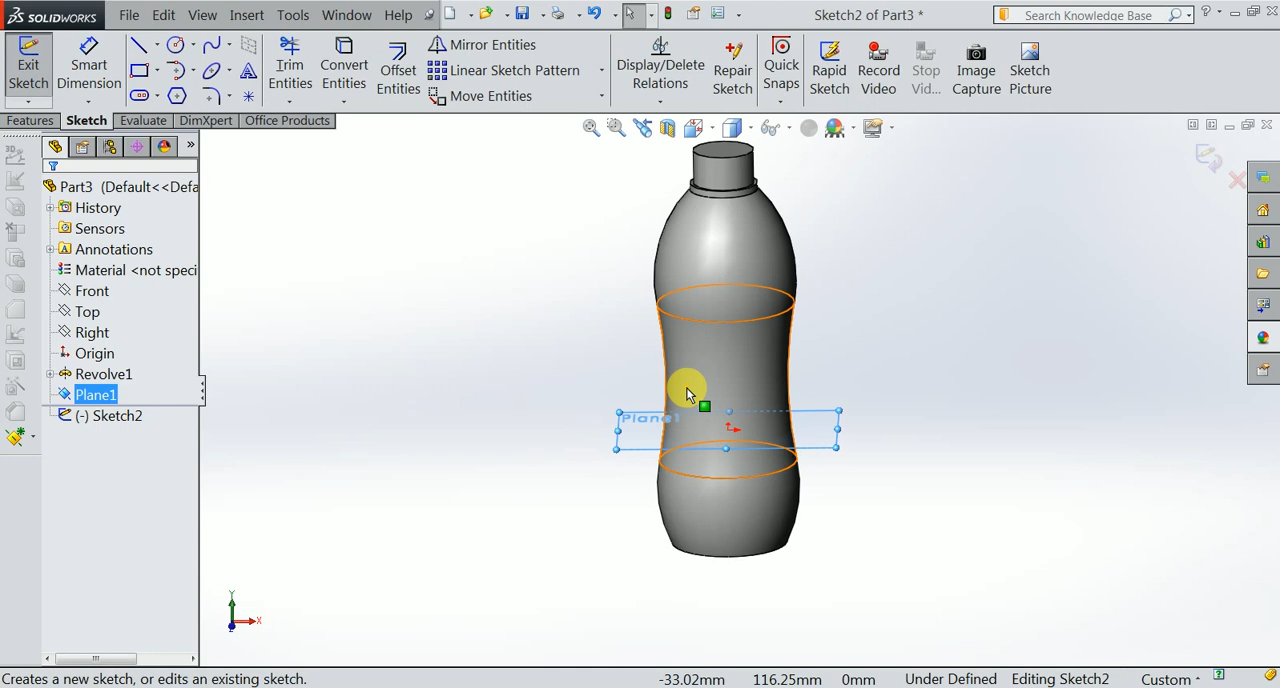 SOLIDWORKS File Edit View Insert Tools Window Help Sketch2 of Part3 * Search Knowledge Base
Exit Sketch
Smart Dimension
Trim Entities
Convert Entities
Offset Entities
Mirror Entities
Linear Sketch Pattern
Move Entities
Display/Delete Relations
Repair Sketch
Quick Snaps
Rapid Sketch
Record Video
Stop Vid...
Image Capture
Sketch Picture
Features Sketch Evaluate DimXpert Office Products
Part3 (Default<<Defa
History
Sensors
Annotations
Material <not speci
Front
Top
Right
Origin
Revolve1
Plane1
(-) Sketch2
Plane1
Y
X
Z
Creates a new sketch, or edits an existing sketch. -33.02mm 116.25mm 0mm Under Defined Editing Sketch2 Custom